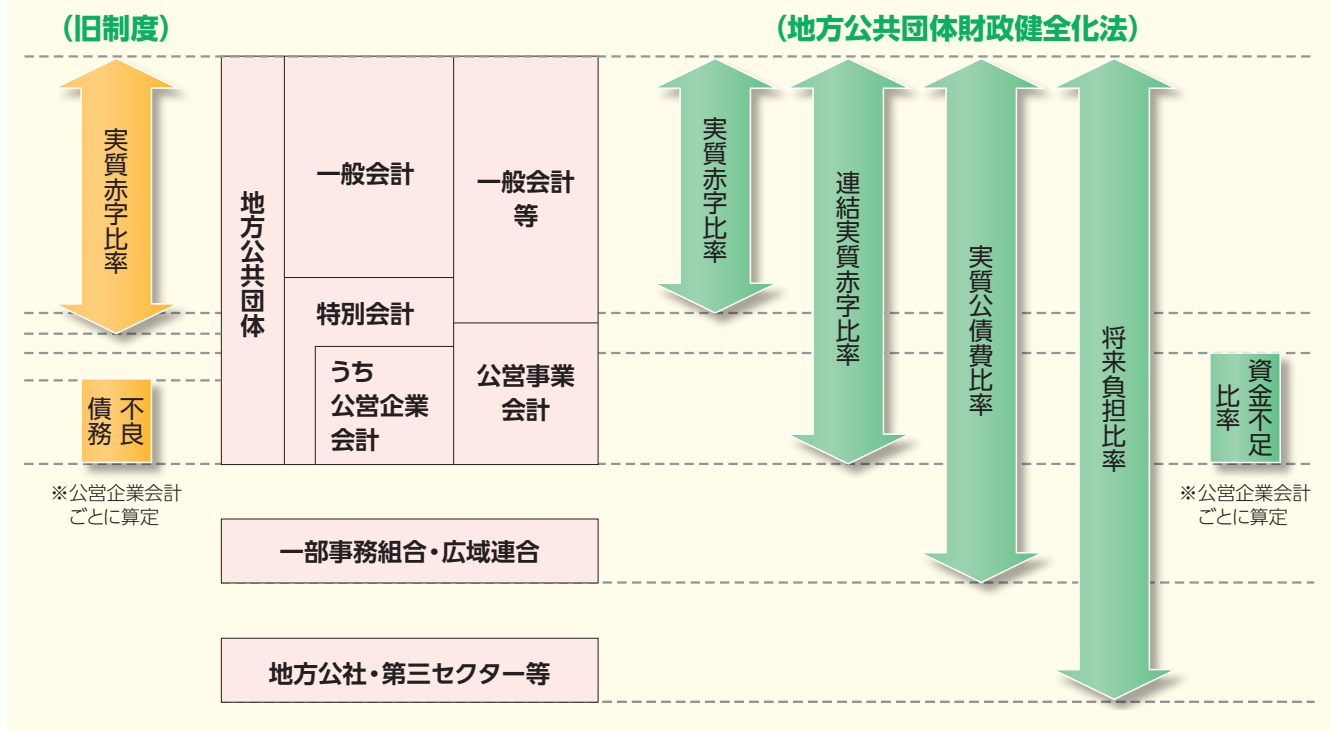 （旧制度）
（地方公共団体財政健全化法）
実質赤字比率
不良
債務
※公営企業会計
ごとに算定
地方公共団体
一般会計
特別会計
うち
公営企業
会計
一般会計
等
公営事業
会計
一部事務組合・広域連合
地方公社・第三セクター等
実質赤字比率
連結実質赤字比率
実質公債費比率
将来負担比率
資金不足
比率
※公営企業会計
ごとに算定